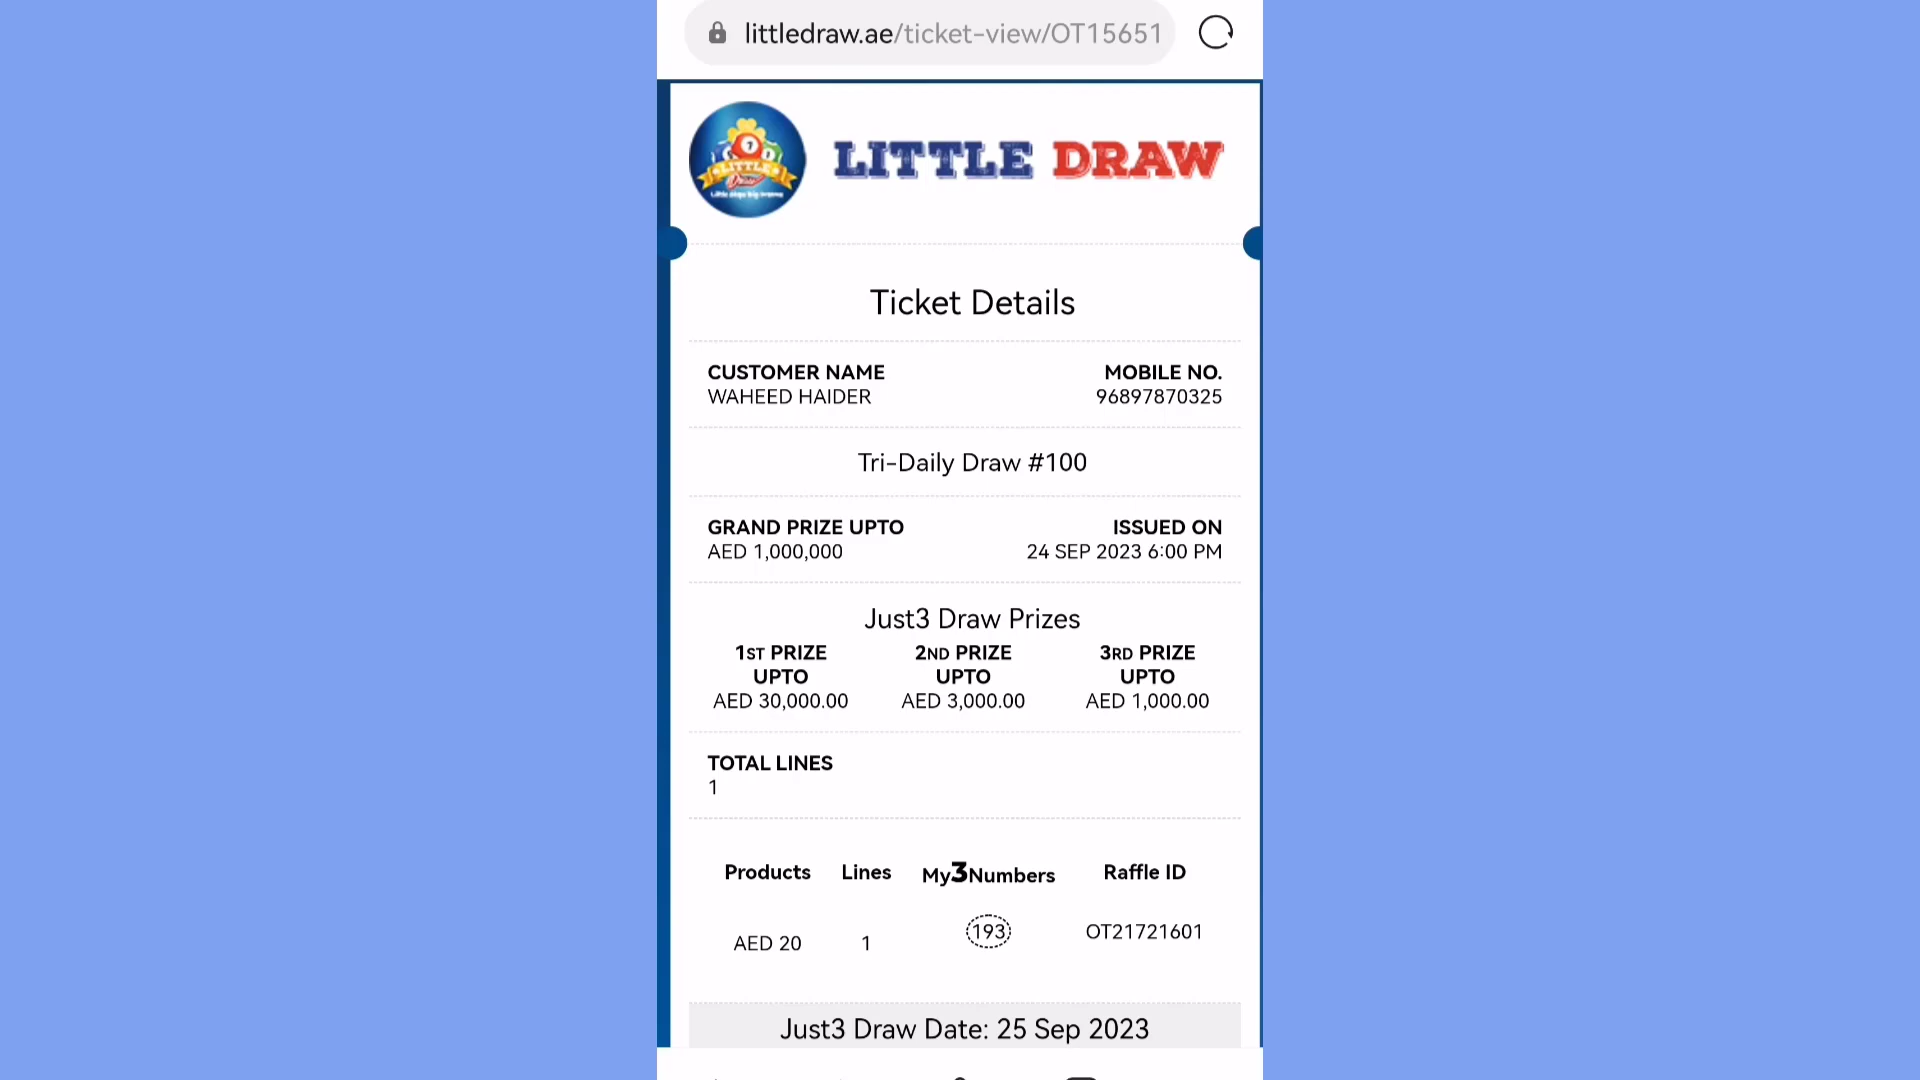 littledraw.ae/ticket-view/OT15651
LITTLE
LITTLE DRAW
Ticket Details
CUSTOMER NAME MOBILE NO.
WAHEED HAIDER 96897870325
Tri-Daily Draw #100
GRAND PRIZE UPTO ISSUED ON
AED 1,000,000 24 SEP 2023 6:00 PM
Just3 Draw Prizes
1ST PRIZE 2ND PRIZE 3RD PRIZE
UPTO UPTO UPTO
AED 30,000.00 AED 3,000.00 AED 1,000.00
TOTAL LINES
1
Products Lines My3Numbers Raffle ID
AED 20 1 193 OT21721601
Just3 Draw Date: 25 Sep 2023